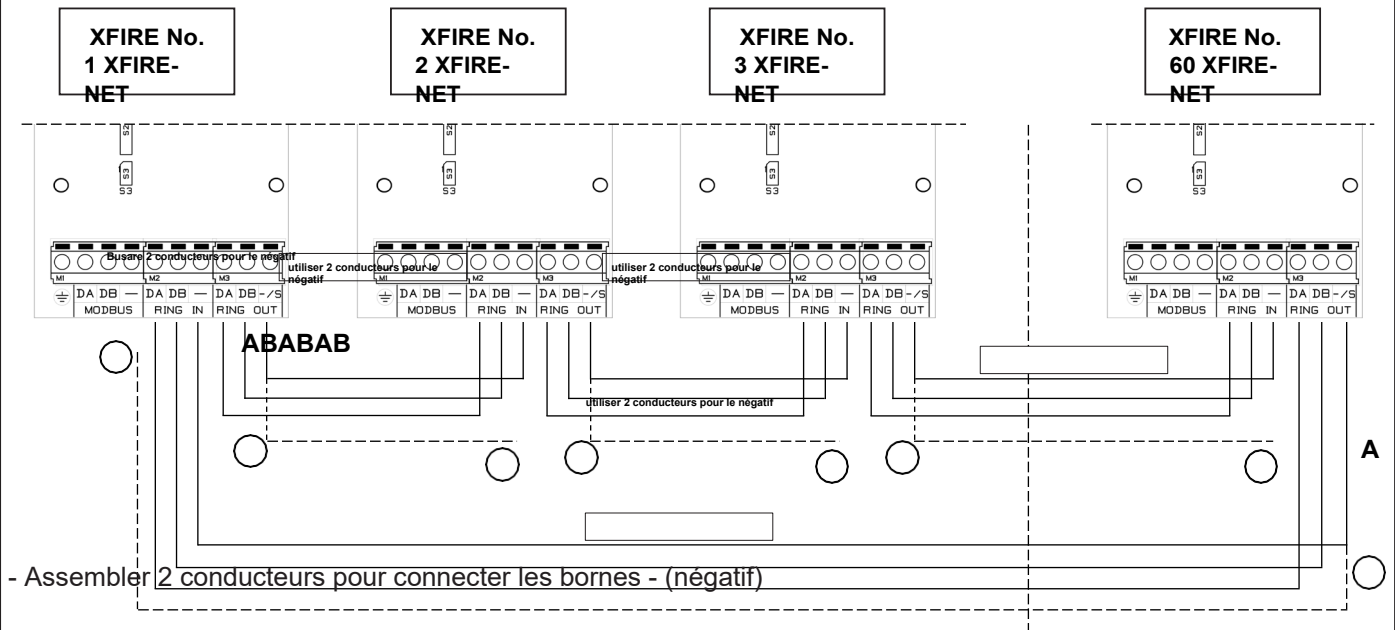 XFIRE No.
1 XFIRE-
NET
XFIRE No.
2 XFIRE-
NET
XFIRE No.
3 XFIRE-
NET
XFIRE No.
60 XFIRE-
NET
S2
S3
S3
S2
S3
S3
S2
S3
S3
S2
S3
S3
Busare 2 conducteurs pour le négatif
utiliser 2 conducteurs pour le
négatif
utiliser 2 conducteurs pour le
négatif
M1 M2 M3
DA DB — DA DB — DA DB -/S
MODBUS RING IN RING OUT
M1 M2 M3
DA DB — DA DB — DA DB -/S
MODBUS RING IN RING OUT
M1 M2 M3
DA DB — DA DB — DA DB -/S
MODBUS RING IN RING OUT
M1 M2 M3
DA DB — DA DB — DA DB -/S
MODBUS RING IN RING OUT
ABABAB
utiliser 2 conducteurs pour le négatif
A
- Assembler 2 conducteurs pour connecter les bornes - (négatif)